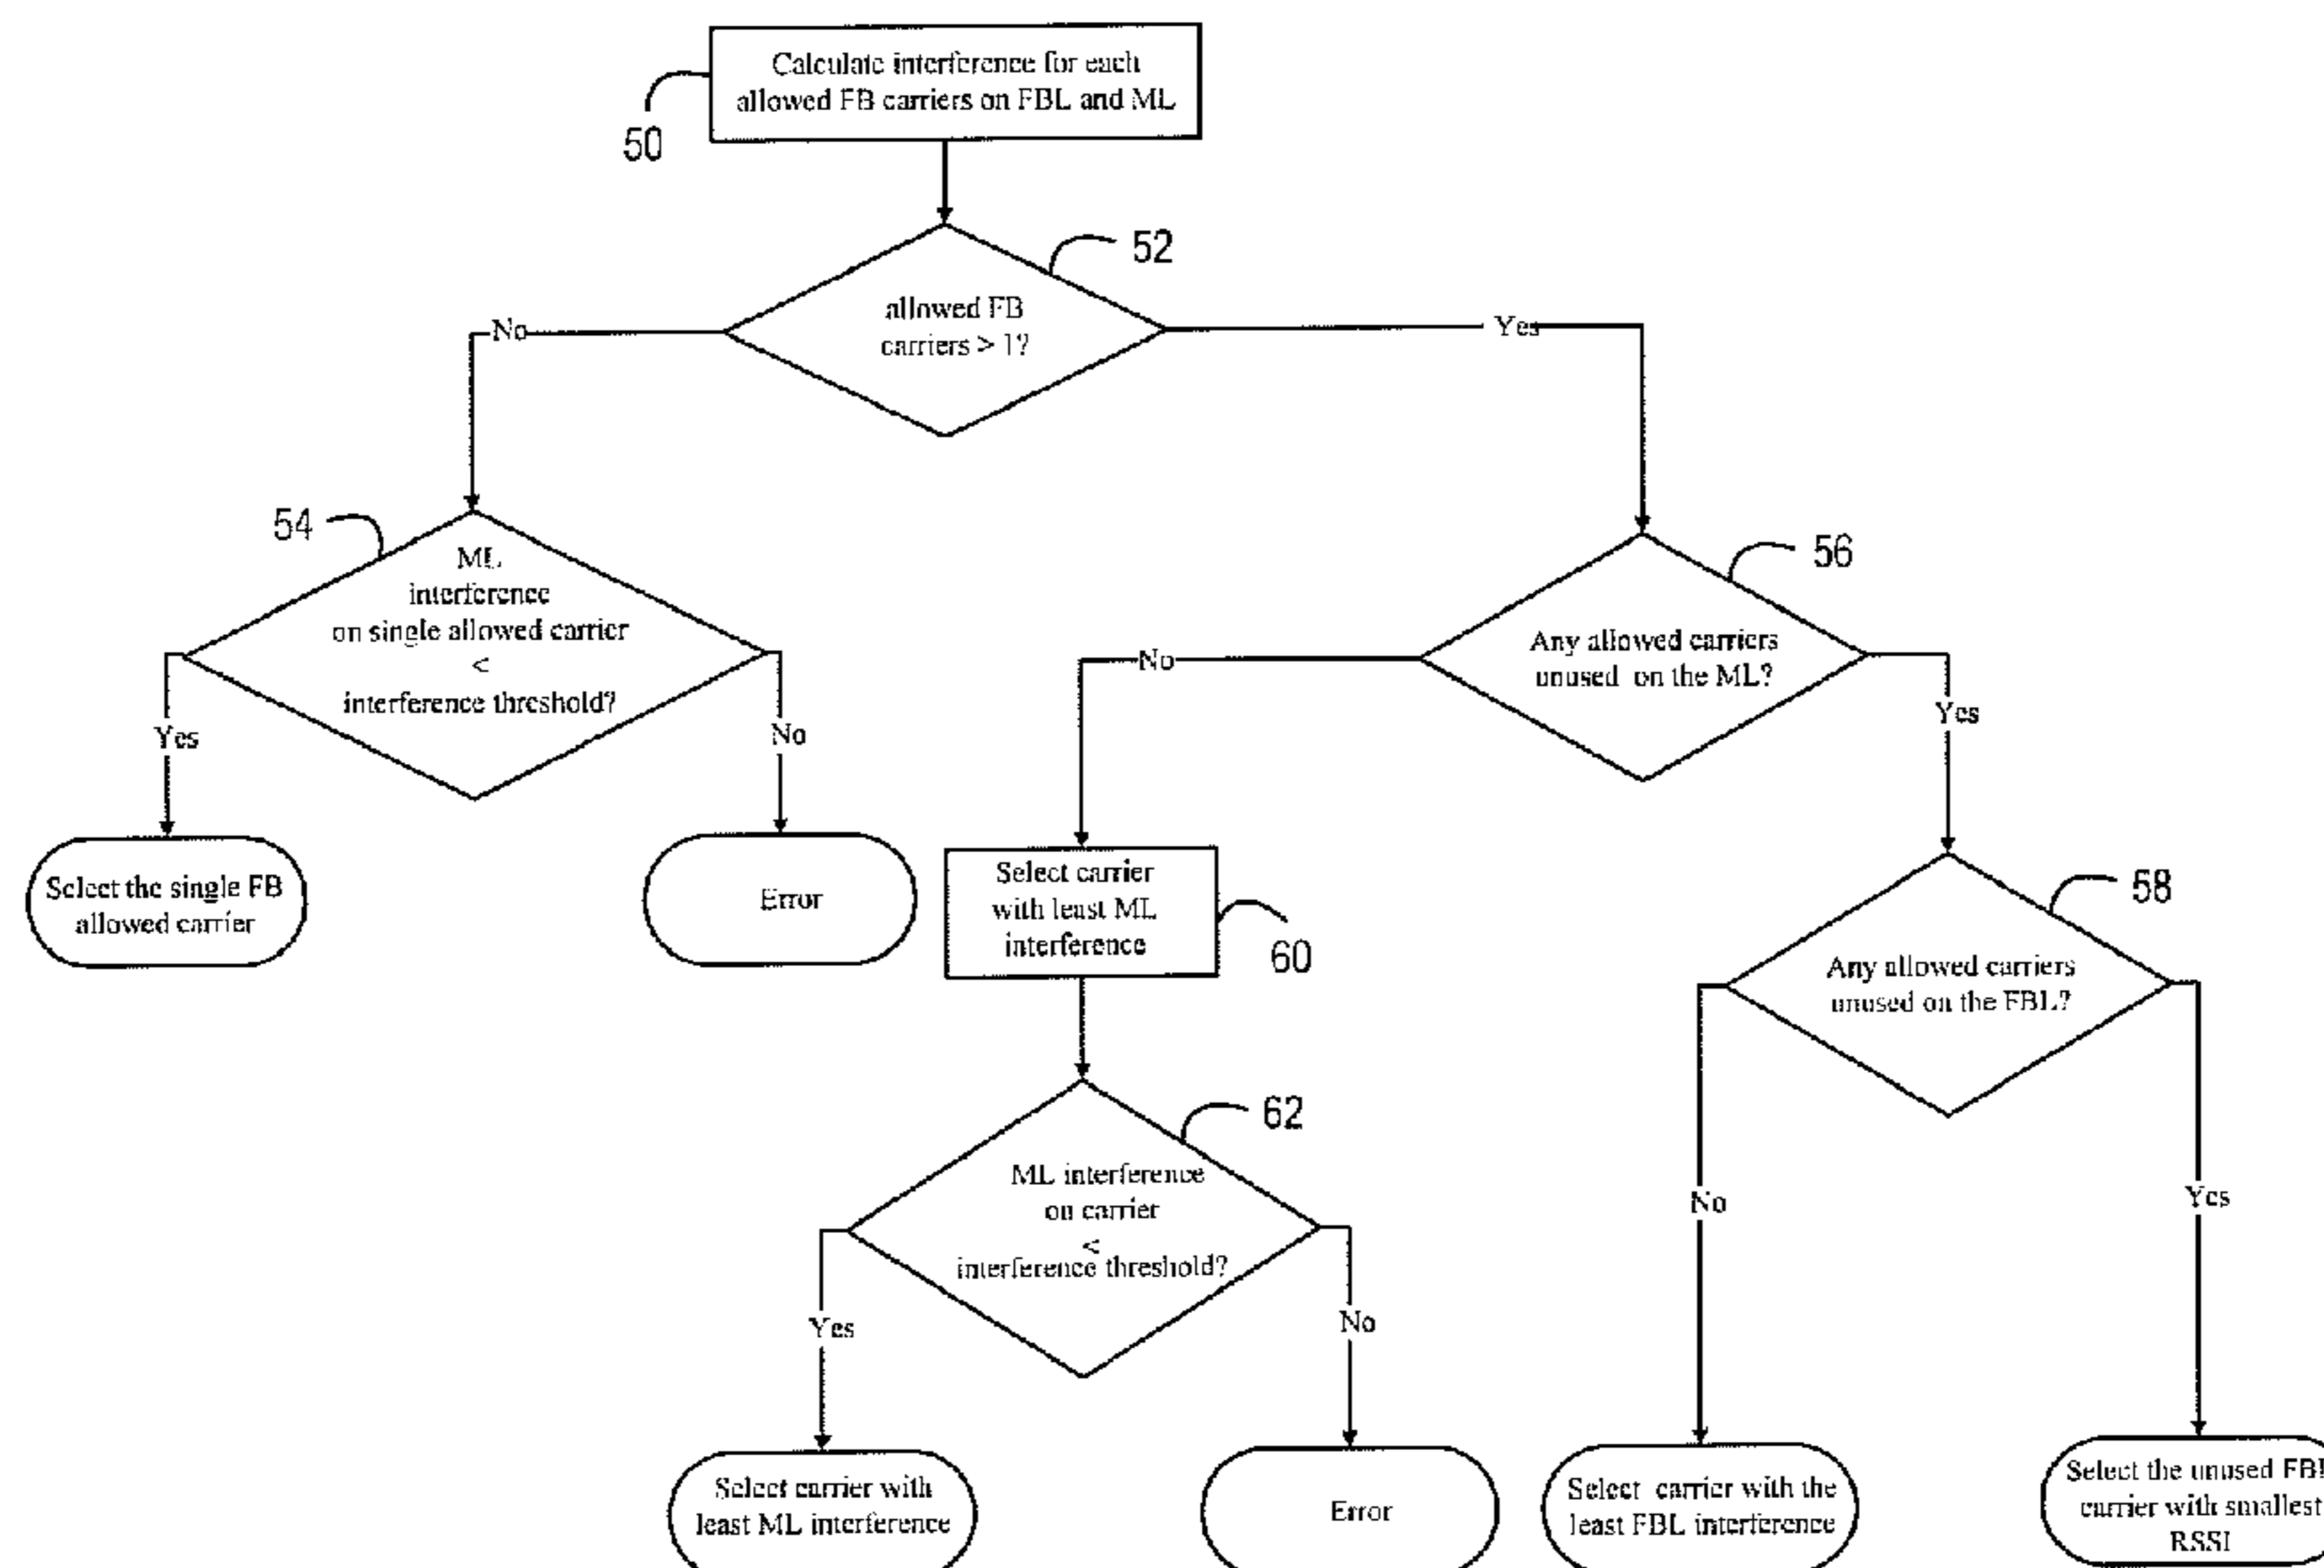 Calculate interference for each
allowed FB carriers on FBL and ML
50
52
allowed FB
carriers > 1?
No
Yes
54
ML
interference
on single allowed carrier
<
interference threshold?
56
Any allowed carriers
unused on the ML?
No
Yes
Yes
No
Select the single FB
allowed carrier
Error
Select carrier
with least ML
interference
60
58
Any allowed carriers
unused on the FBL?
62
ML interference
on carrier
<
interference threshold?
No
Yes
Yes
No
Select carrier with
least ML interference
Error
Select carrier with the
least FBL interference
Select the unused FBL
carrier with smallest
RSSI